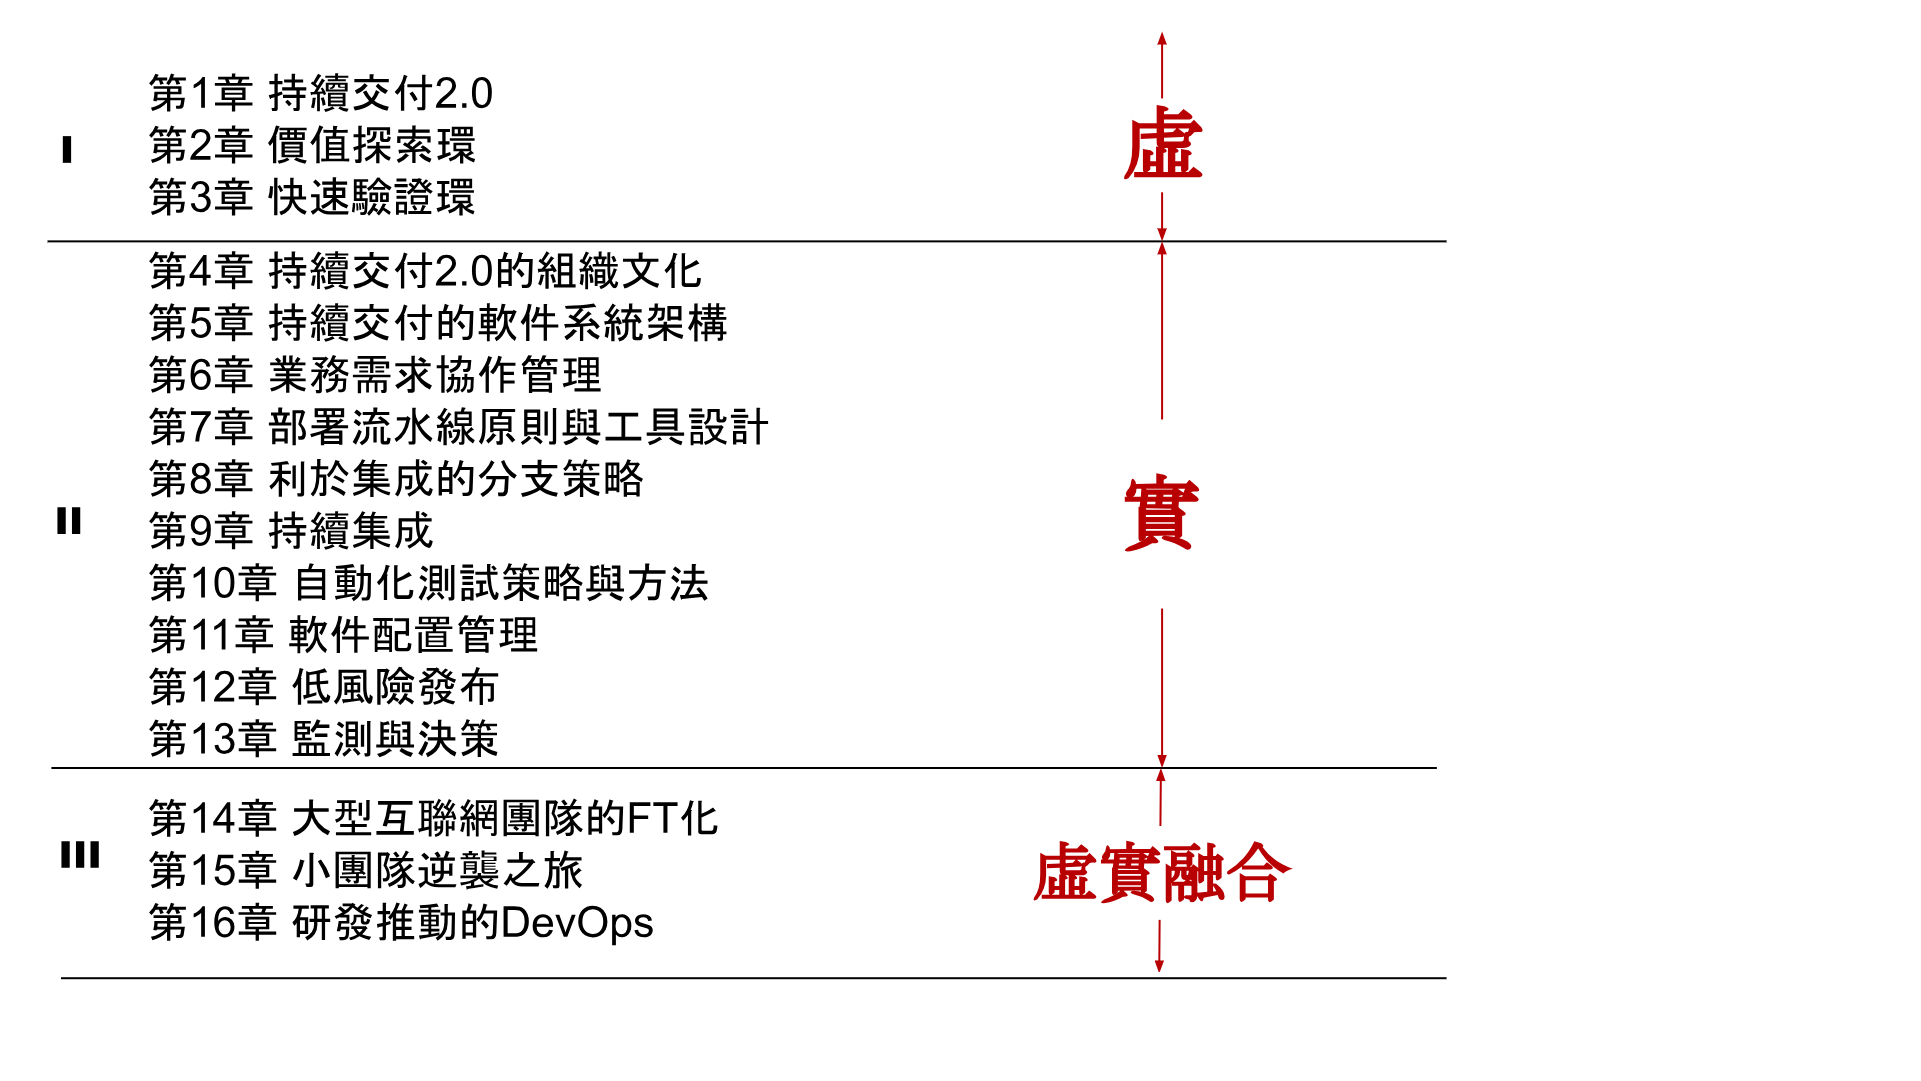 I
第1章 持續交付2.0
第2章 價值探索環
第3章 快速驗證環
虛
II
第4章 持續交付2.0的組織文化
第5章 持續交付的軟件系統架構
第6章 業務需求協作管理
第7章 部署流水線原則與工具設計
第8章 利於集成的分支策略
第9章 持續集成
第10章 自動化測試策略與方法
第11章 軟件配置管理
第12章 低風險發布
第13章 監測與決策
實
III
第14章 大型互聯網團隊的FT化
第15章 小團隊逆襲之旅
第16章 研發推動的DevOps
虛實融合